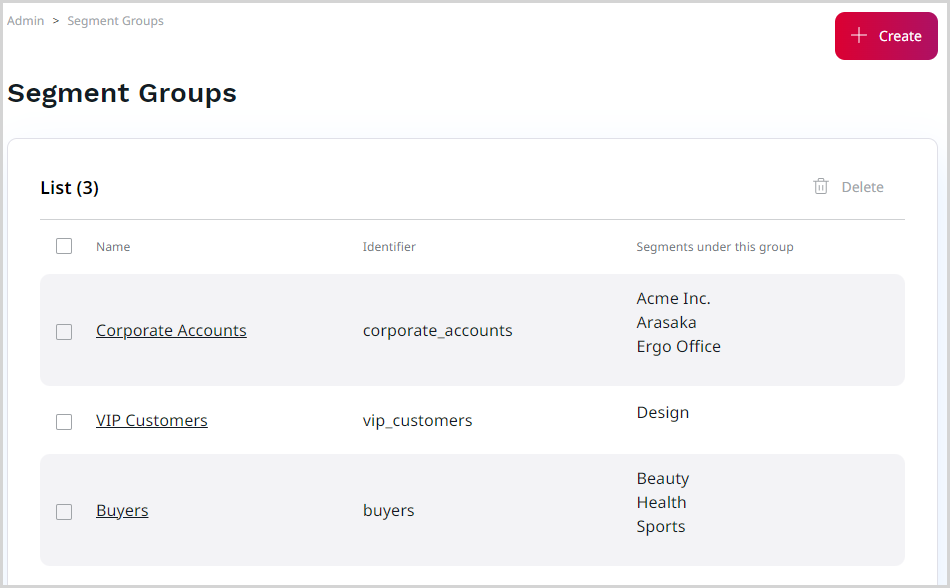 Admin > Segment Groups
Create
Segment Groups
List (3)
Delete
Name Identifier Segments under this group
Corporate Accounts corporate_accounts Acme Inc.
Arasaka
Ergo Office
VIP Customers vip_customers Design
Buyers buyers Beauty
Health
Sports